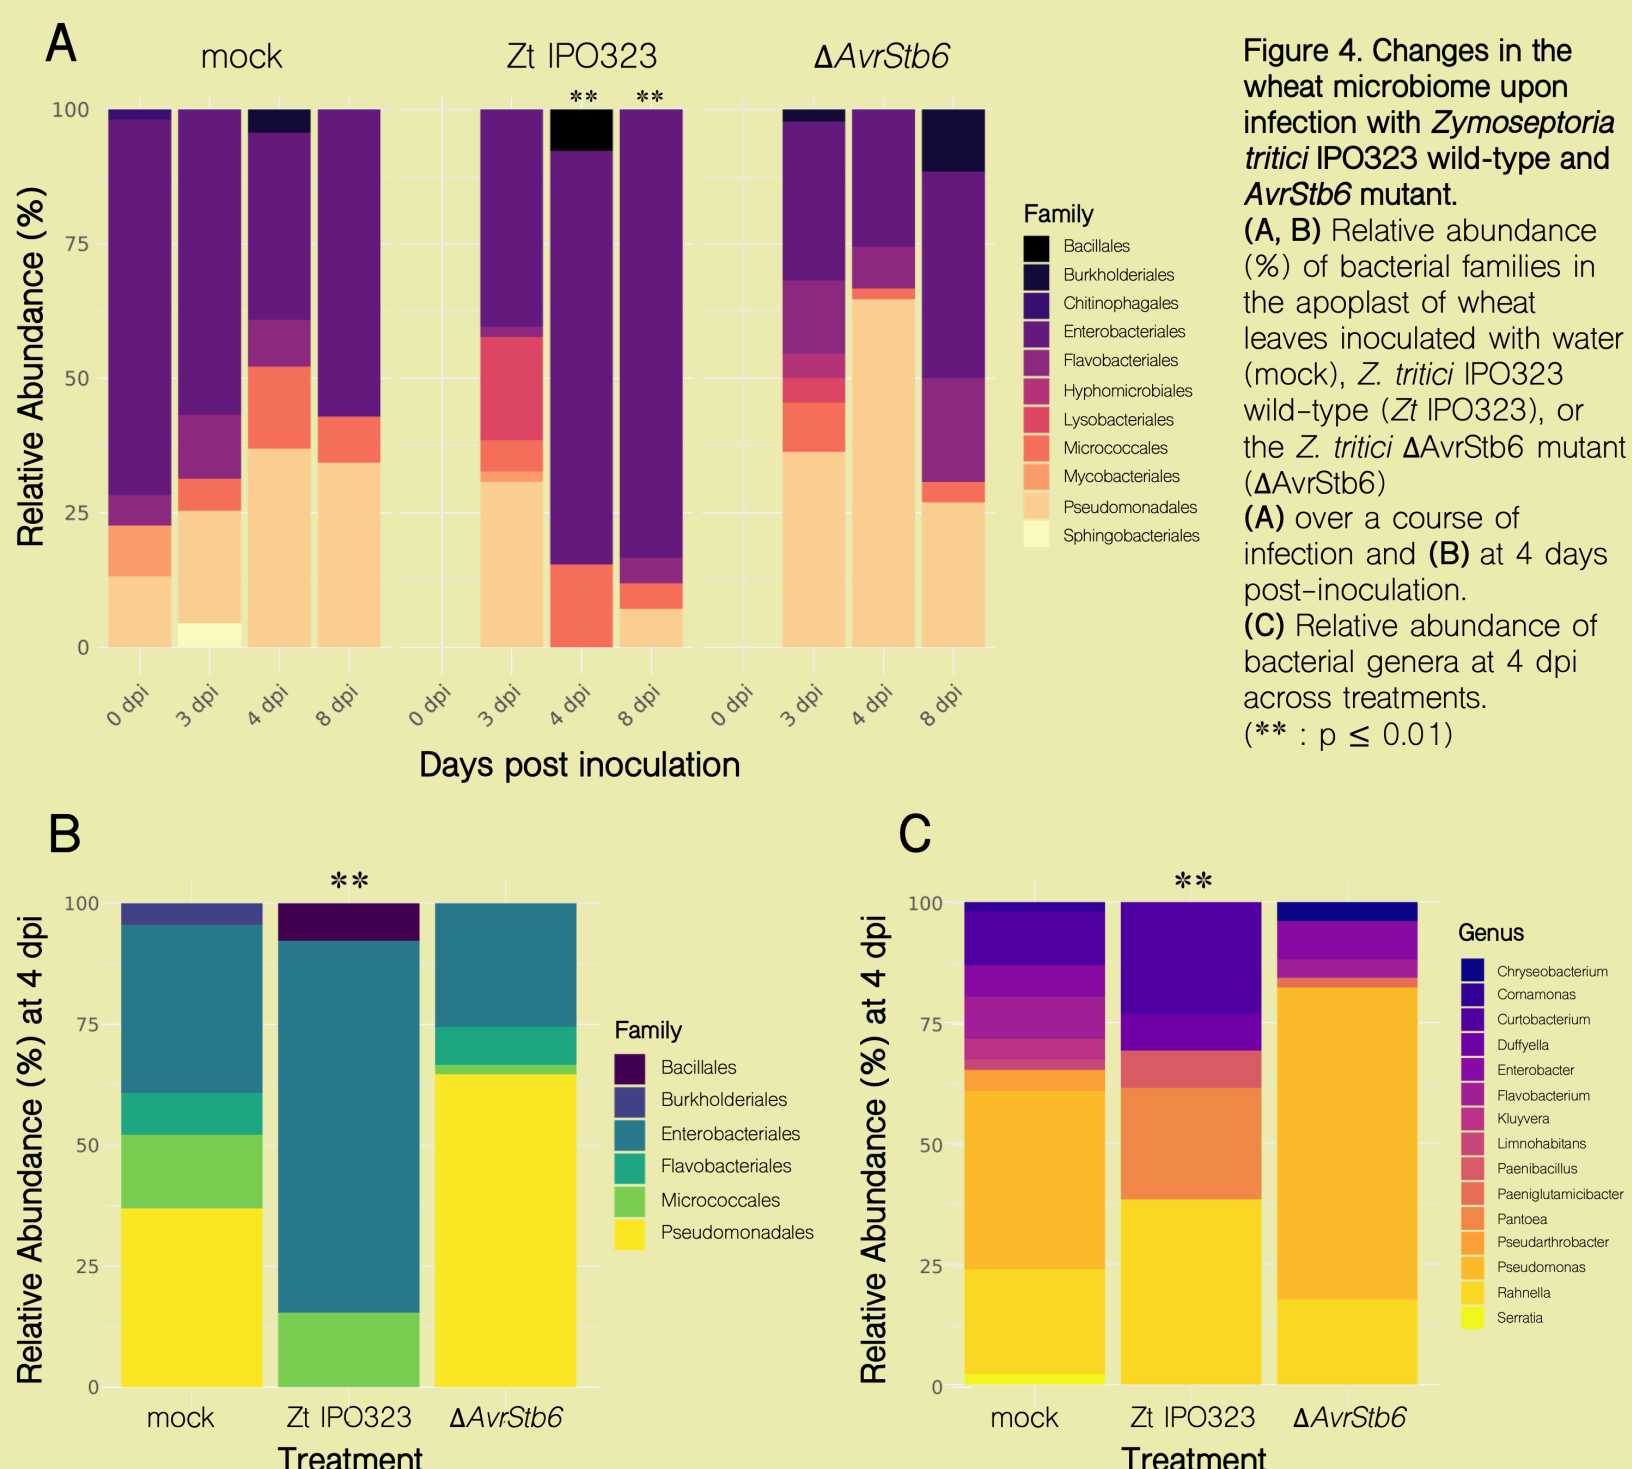 A
mock
Zt IPO323
ΔAvrStb6
** **
100
75
50
25
0
Relative Abundance (%)
0 dpi
3 dpi
4 dpi
8 dpi
0 dpi
3 dpi
4 dpi
8 dpi
0 dpi
3 dpi
4 dpi
8 dpi
Days post inoculation
Family
Bacillales
Burkholderiales
Chitinophagales
Enterobacteriales
Flavobacteriales
Hyphomicrobiales
Lysobacteriales
Micrococcales
Mycobacteriales
Pseudomonadales
Sphingobacteriales
Figure 4. Changes in the
wheat microbiome upon
infection with Zymoseptoria
tritici IPO323 wild-type and
AvrStb6 mutant.
(A, B) Relative abundance
(%) of bacterial families in
the apoplast of wheat
leaves inoculated with water
(mock), Z. tritici IPO323
wild-type (Zt IPO323), or
the Z. tritici ΔAvrStb6 mutant
(ΔAvrStb6)
(A) over a course of
infection and (B) at 4 days
post-inoculation.
(C) Relative abundance of
bacterial genera at 4 dpi
across treatments.
(** : p ≤ 0.01)
B
**
100
75
50
25
0
Relative Abundance (%) at 4 dpi
mock
Zt IPO323
ΔAvrStb6
Treatment
Family
Bacillales
Burkholderiales
Enterobacteriales
Flavobacteriales
Micrococcales
Pseudomonadales
C
**
100
75
50
25
0
Relative Abundance (%) at 4 dpi
mock
Zt IPO323
ΔAvrStb6
Treatment
Genus
Chryseobacterium
Comamonas
Curtobacterium
Duffyella
Enterobacter
Flavobacterium
Kluyvera
Limnohabitans
Paenibacillus
Paeniglutamicibacter
Pantoea
Pseudarthrobacter
Pseudomonas
Rahnella
Serratia